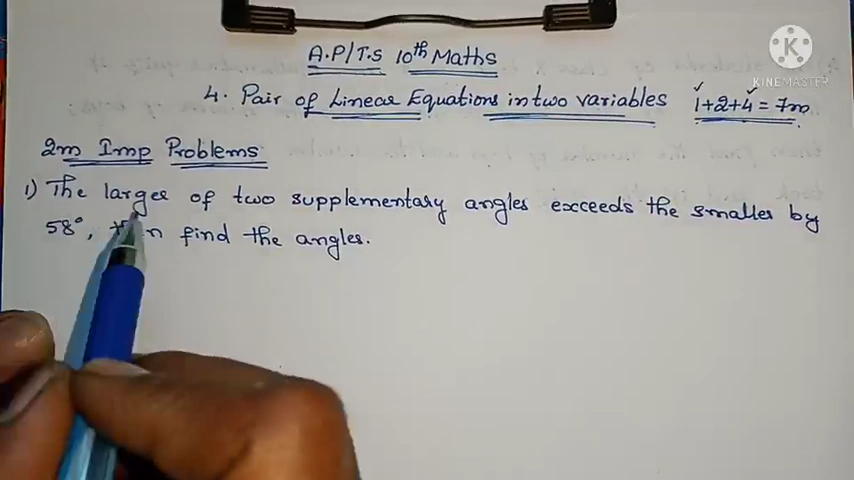 A.P/T.S 10th Maths
4. Pair of Linear Equations in two variables 1+2+4 = 7m
2m Imp Problems
1) The larger of two supplementary angles exceeds the smaller by
58°, find the angles.
KINEMASTER